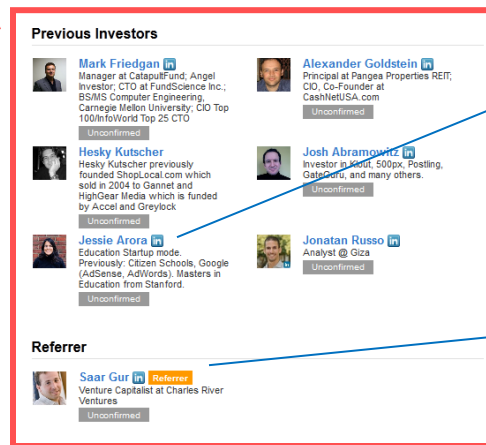 Previous Investors
Mark Friedgan in
Manager at CatapultFund; Angel
Investor; CTO at FundScience Inc.;
BS/MS Computer Engineering,
Carnegie Mellon University; CIO Top
100/InfoWorld Top 25 CTO
Unconfirmed
Alexander Goldstein in
Principal at Pangea Properties REIT;
CIO, Co-Founder at
CashNetUSA.com
Unconfirmed
Hesky Kutscher
Hesky Kutscher previously
founded ShopLocal.com which
sold in 2004 to Gannet and
HighGear Media which is funded
by Accel and Greylock
Unconfirmed
Josh Abramowitz in
Investor in Klout, 500px, Postling,
GateGuru, and many others.
Unconfirmed
Jessie Arora in
Education Startup mode.
Previously: Citizen Schools, Google
(AdSense, AdWords). Masters in
Education from Stanford.
Unconfirmed
Jonatan Russo in
Analyst @ Giza
Unconfirmed
Referrer
Saar Gur in Referrer
Venture Capitalist at Charles River
Ventures
Unconfirmed